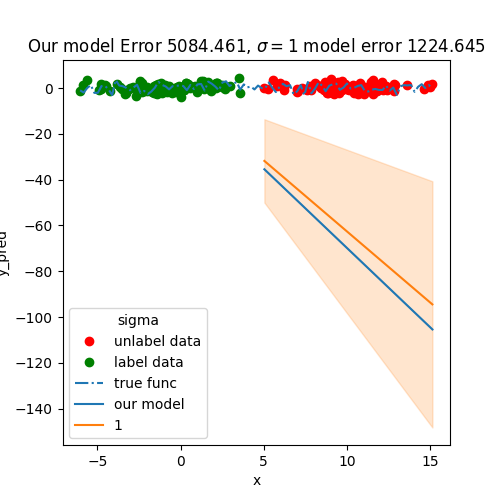 Our model Error 5084.461, σ = 1 model error 1224.645
0
−20
−40
−60
−80
−100
−120
−140
y_pred
sigma
unlabel data
label data
true func
our model
1
−5
0
5
10
15
x